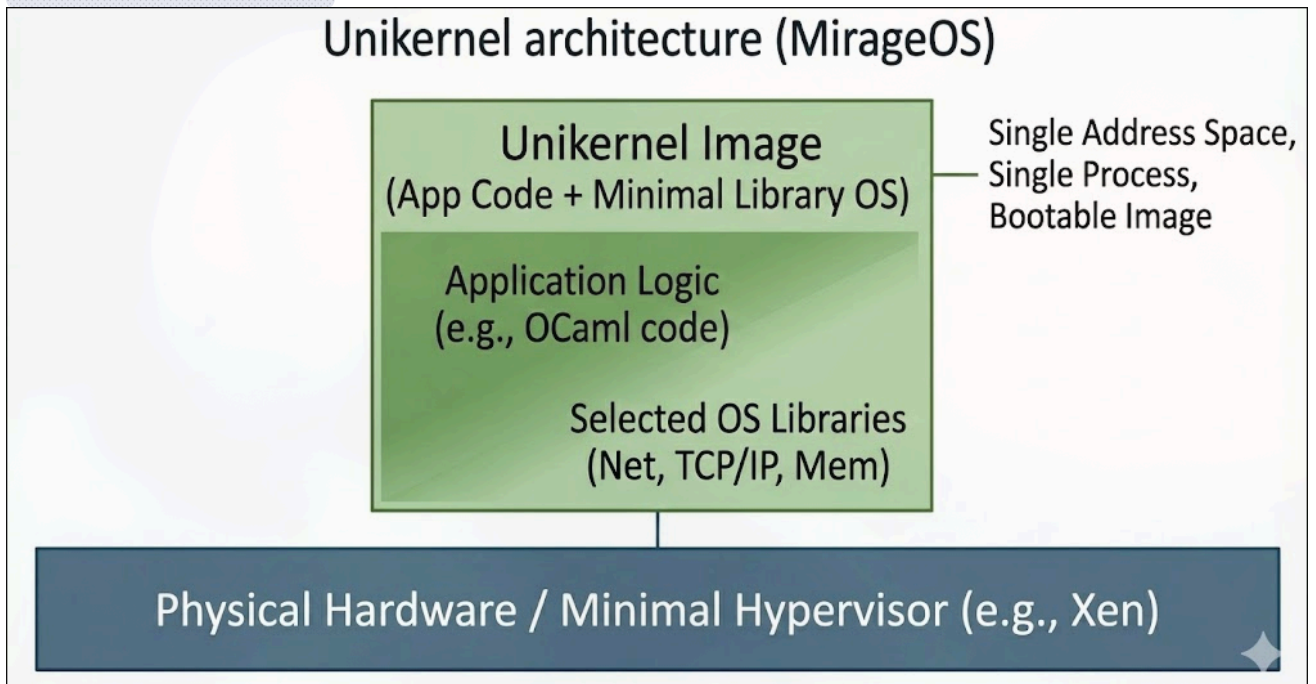 Unikernel architecture (MirageOS)
Unikernel Image
(App Code + Minimal Library OS)
Single Address Space,
Single Process,
Bootable Image
Application Logic
(e.g., OCaml code)
Selected OS Libraries
(Net, TCP/IP, Mem)
Physical Hardware / Minimal Hypervisor (e.g., Xen)